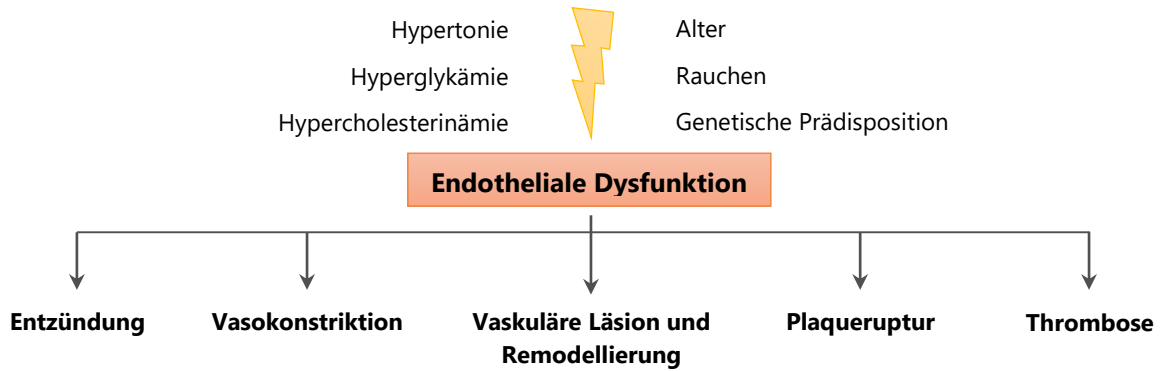 Hypertonie
Alter
Hyperglykämie
Rauchen
Hypercholesterinämie
Genetische Prädisposition
Endotheliale Dysfunktion
Entzündung
Vasokonstriktion
Vaskuläre Läsion und
Remodellierung
Plaqueruptur
Thrombose